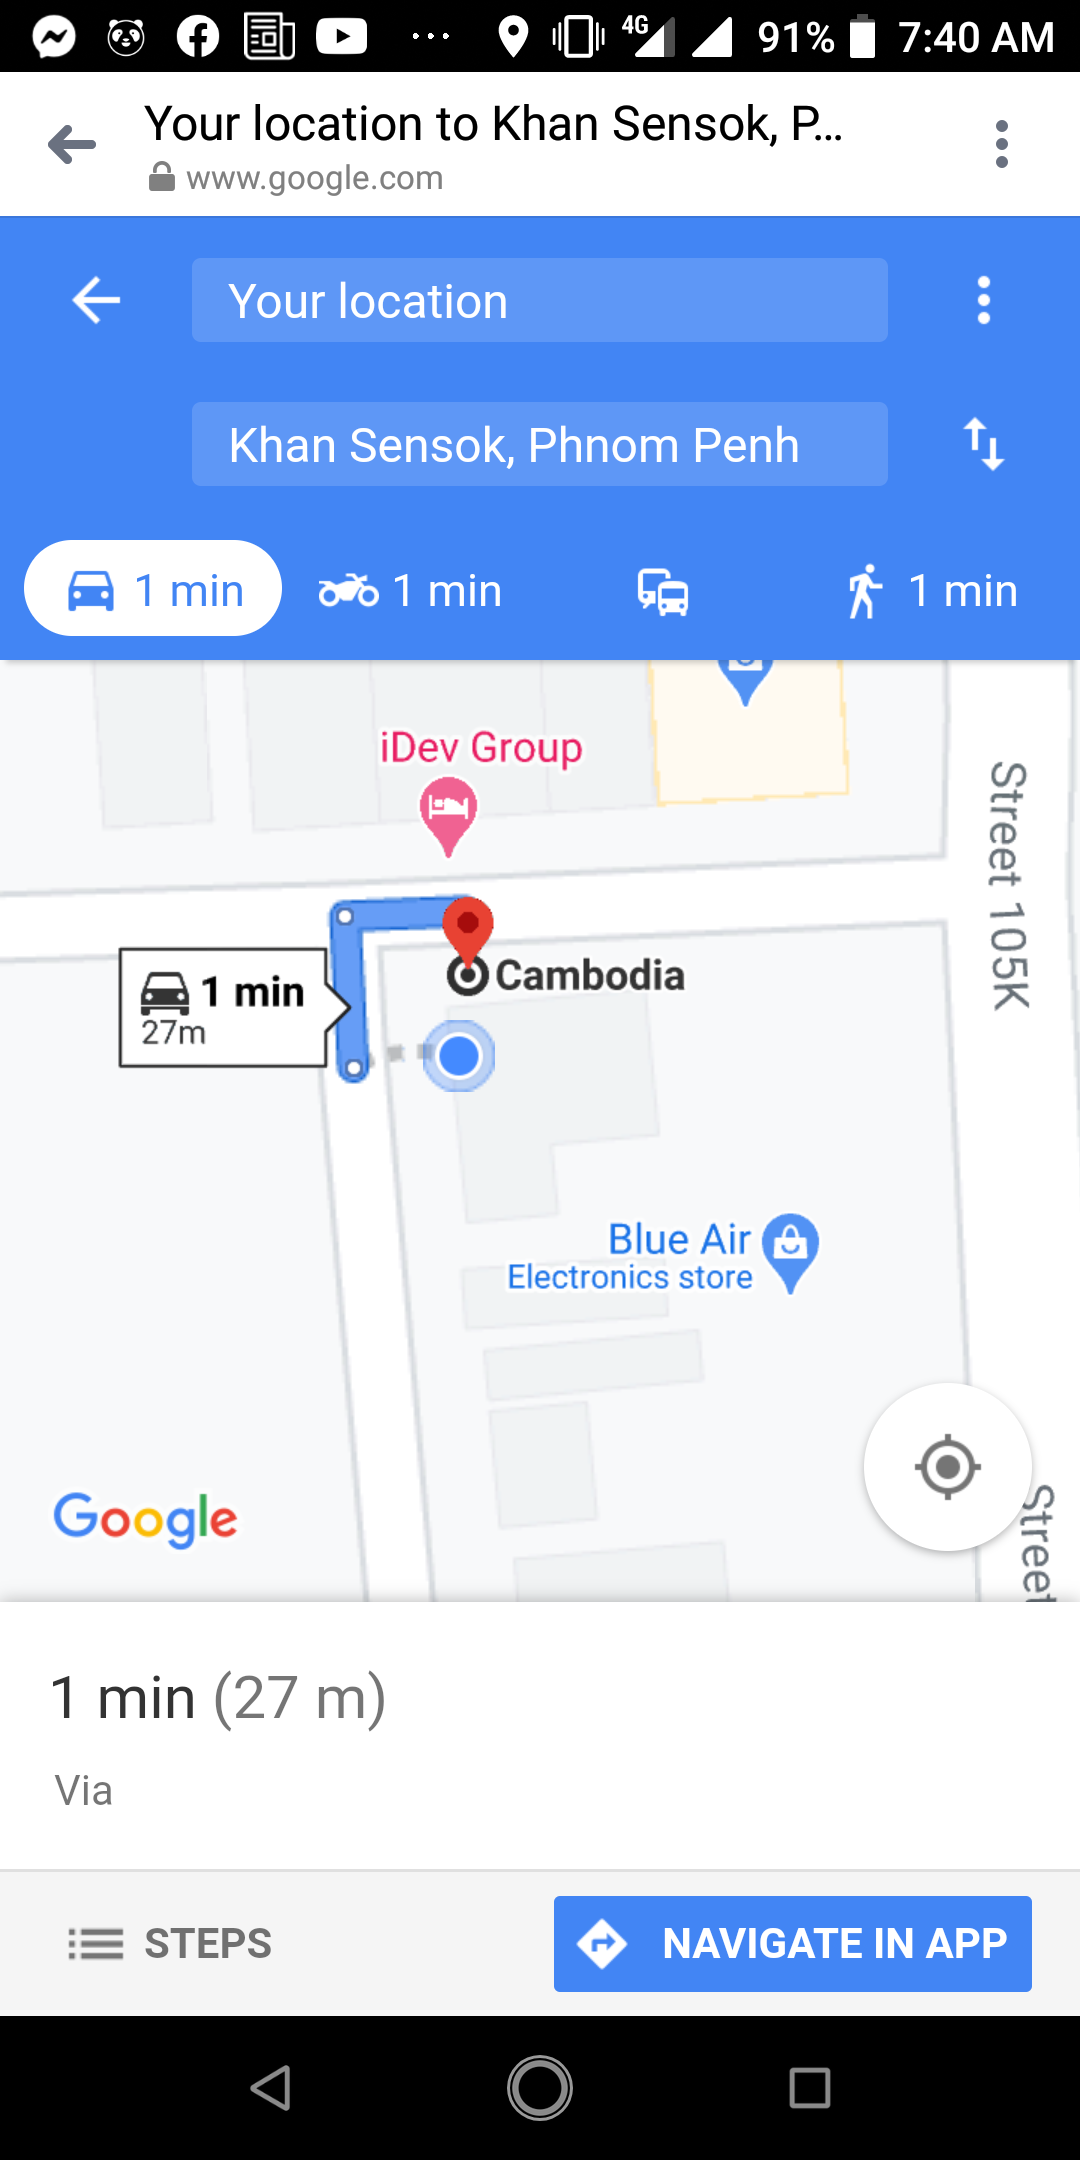 4G 91% 7:40 AM
Your location to Khan Sensok, P...
www.google.com
Your location
Khan Sensok, Phnom Penh
1 min 1 min 1 min
iDev Group
Street 105K
Cambodia
1 min
27m
Blue Air
Electronics store
Street
Google
1 min (27 m)
Via
STEPS NAVIGATE IN APP